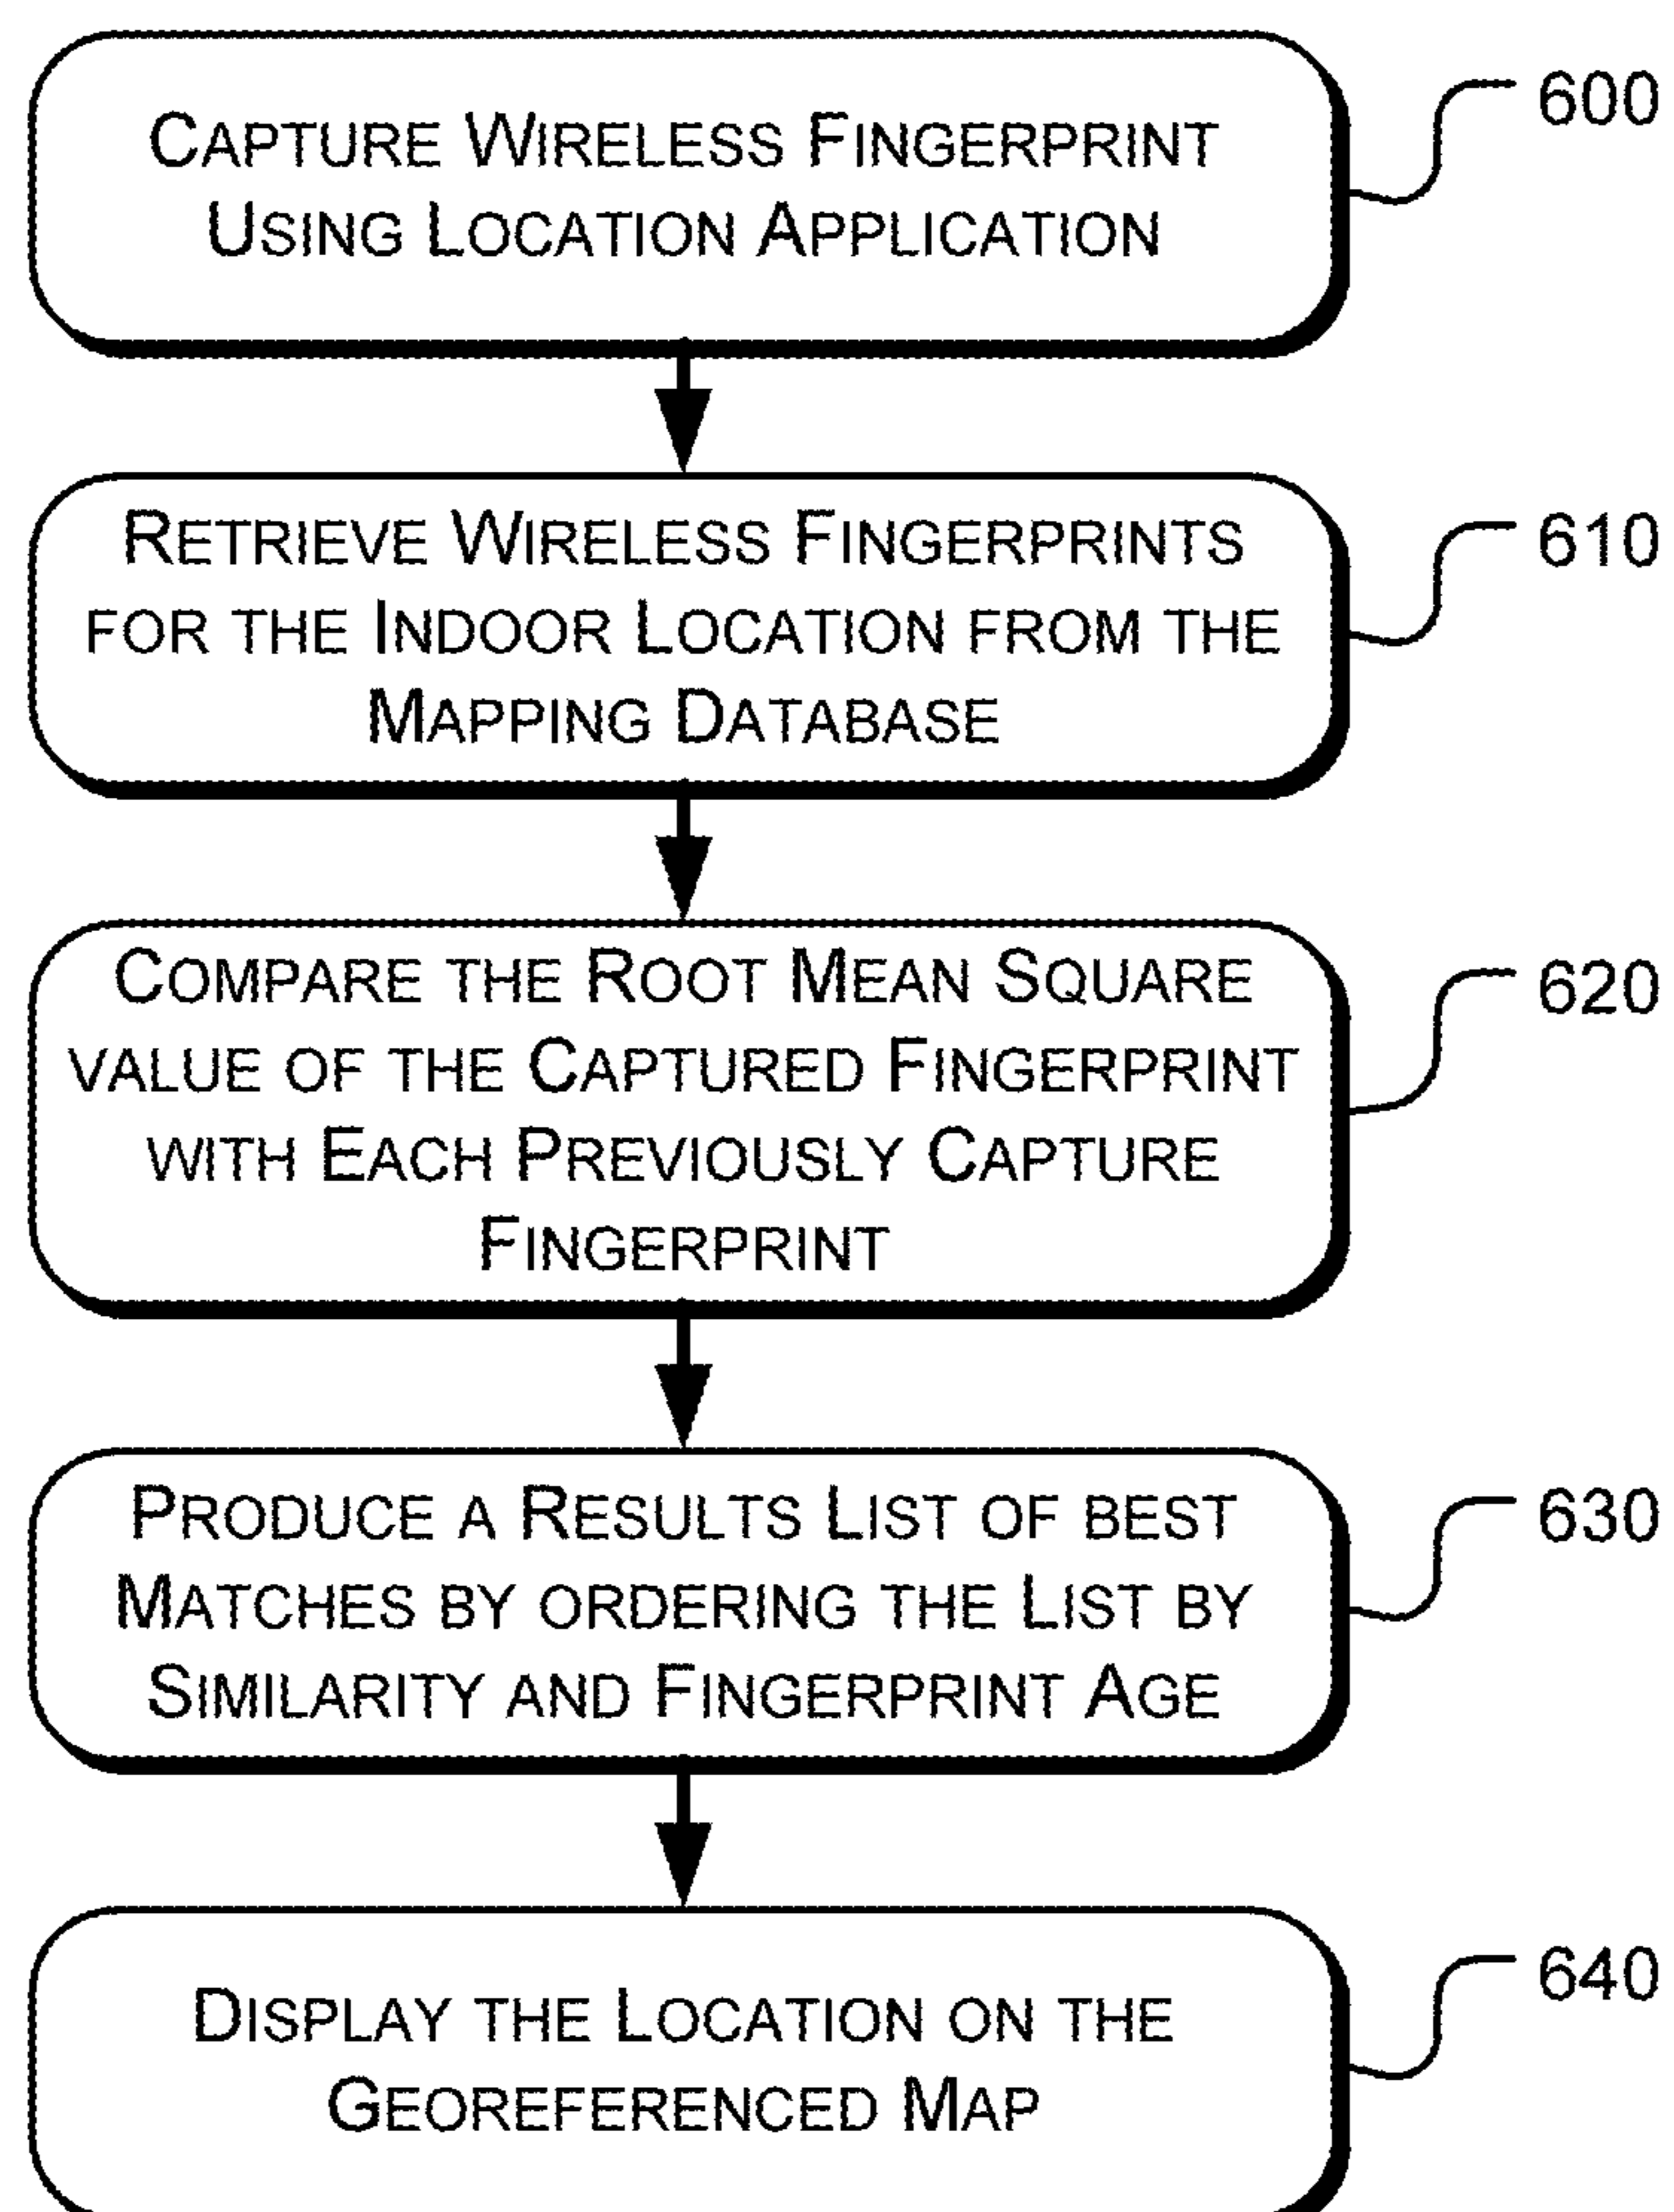 CAPTURE WIRELESS FINGERPRINT
USING LOCATION APPLICATION
600
RETRIEVE WIRELESS FINGERPRINTS
FOR THE INDOOR LOCATION FROM THE
MAPPING DATABASE
610
COMPARE THE ROOT MEAN SQUARE
VALUE OF THE CAPTURED FINGERPRINT
WITH EACH PREVIOUSLY CAPTURE
FINGERPRINT
620
PRODUCE A RESULTS LIST OF BEST
MATCHES BY ORDERING THE LIST BY
SIMILARITY AND FINGERPRINT AGE
630
DISPLAY THE LOCATION ON THE
GEOREFERENCED MAP
640